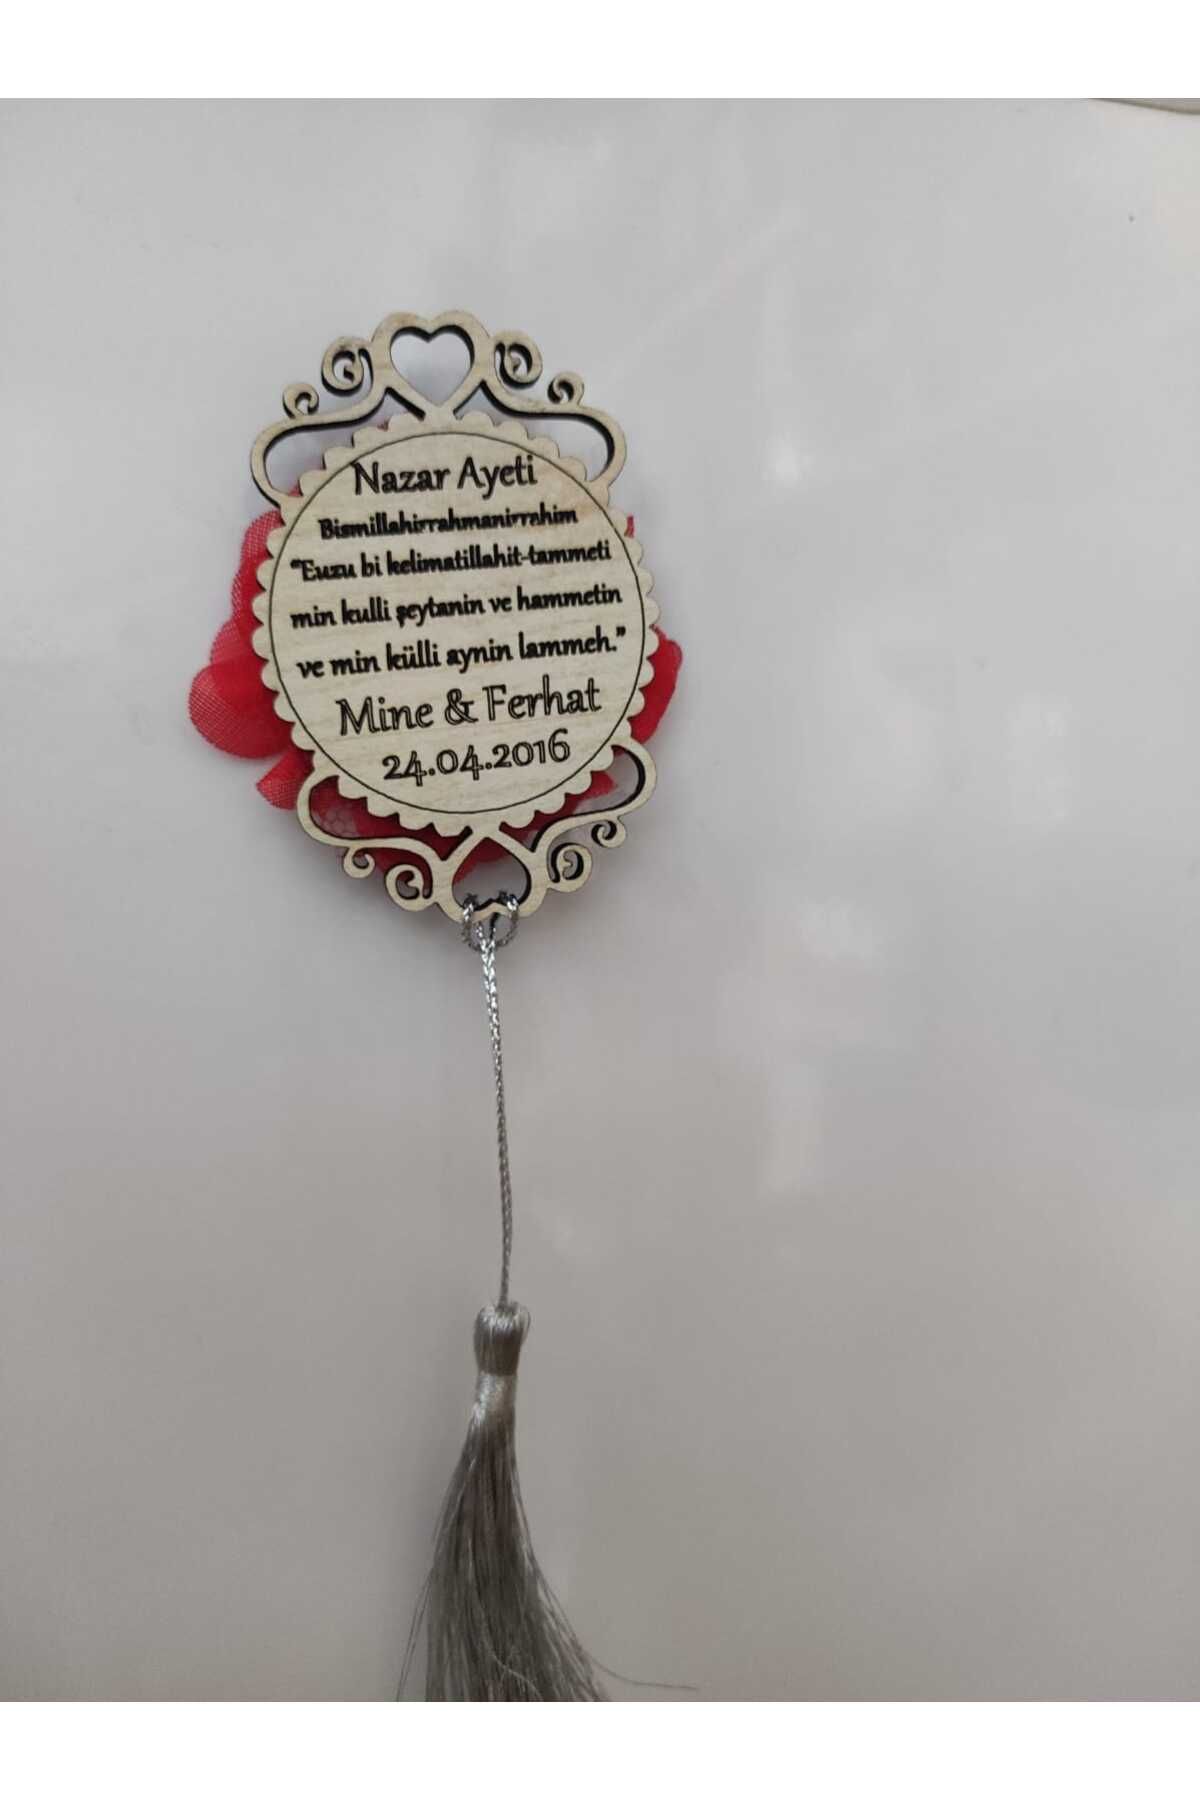 Nazar Ayeti
Bismillahirrahmanirrahim
"Euzu bi kelimatillahit-tammeti
min kulli şeytanin ve hammetin
ve min külli aynin lammeh."
Mine & Ferhat
24.04.2016